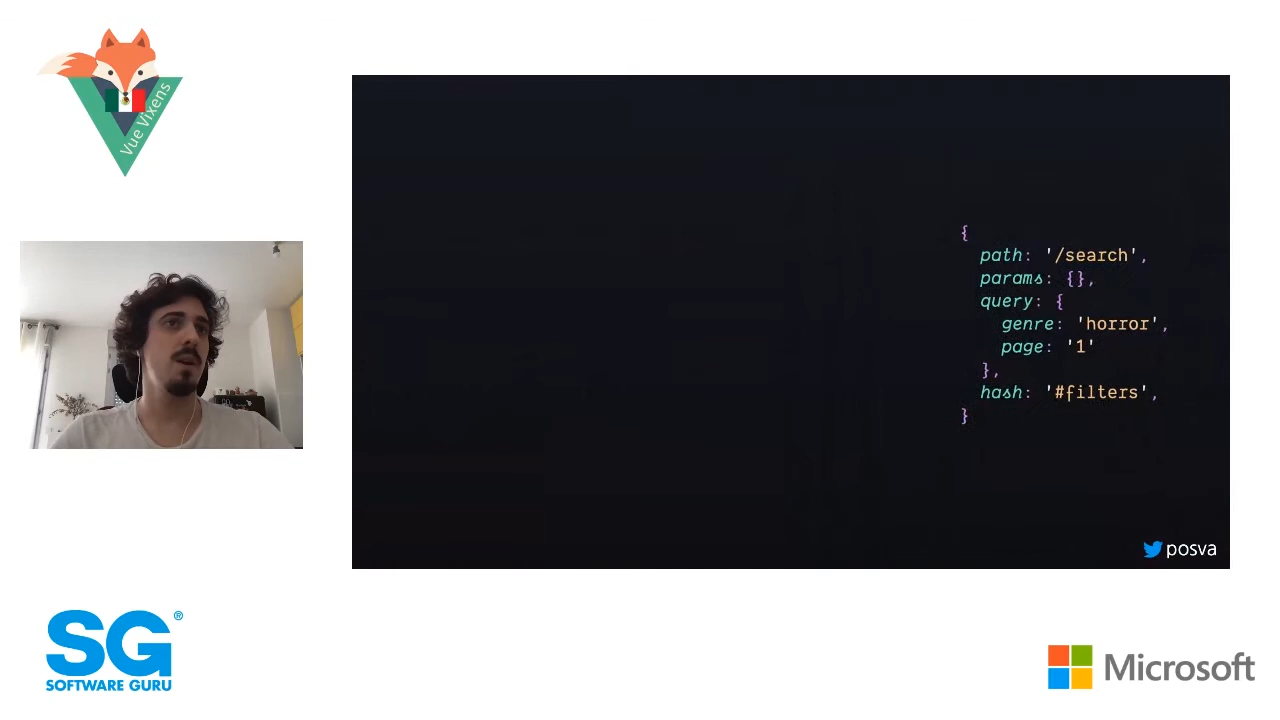 Vue Vixens
{
path: '/search',
params: {},
query: {
genre: 'horror',
page: '1'
},
hash: '#filters',
}
posva
SG®
SOFTWARE GURU
Microsoft